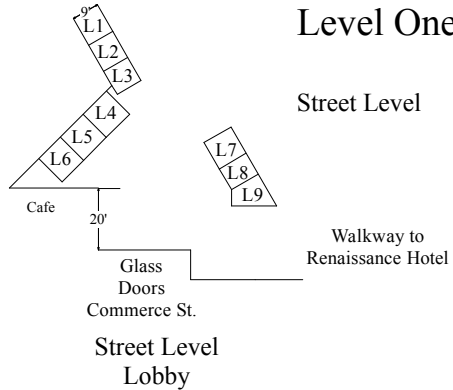 Level One
Street Level
9'
L1
L2
L3
L4
L5
L6
L7
L8
L9
Cafe
20'
Walkway to
Renaissance Hotel
Glass
Doors
Commerce St.
Street Level
Lobby